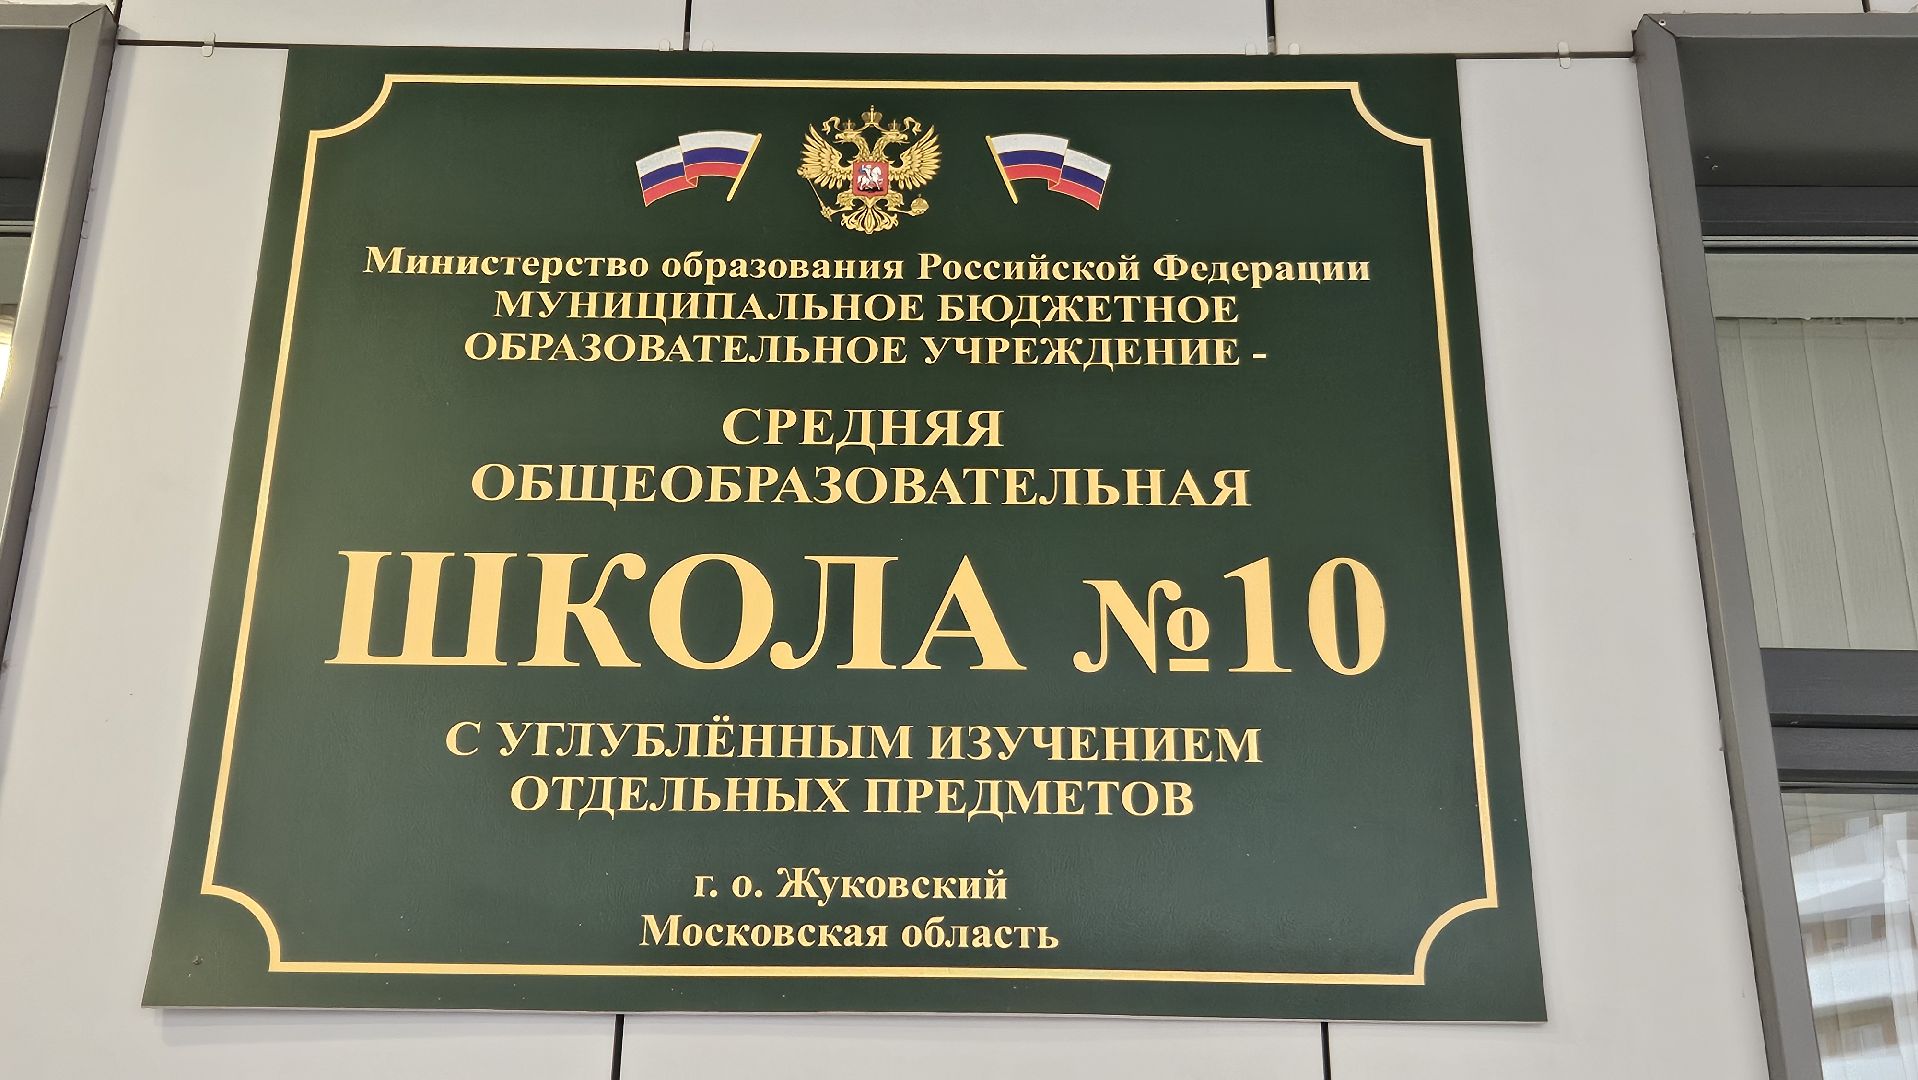 Министерство образования Российской Федерации
МУНИЦИПАЛЬНОЕ БЮДЖЕТНОЕ
ОБРАЗОВАТЕЛЬНОЕ УЧРЕЖДЕНИЕ -
СРЕДНЯЯ
ОБЩЕОБРАЗОВАТЕЛЬНАЯ
ШКОЛА №10
С УГЛУБЛЁННЫМ ИЗУЧЕНИЕМ
ОТДЕЛЬНЫХ ПРЕДМЕТОВ
г. о. Жуковский
Московская область